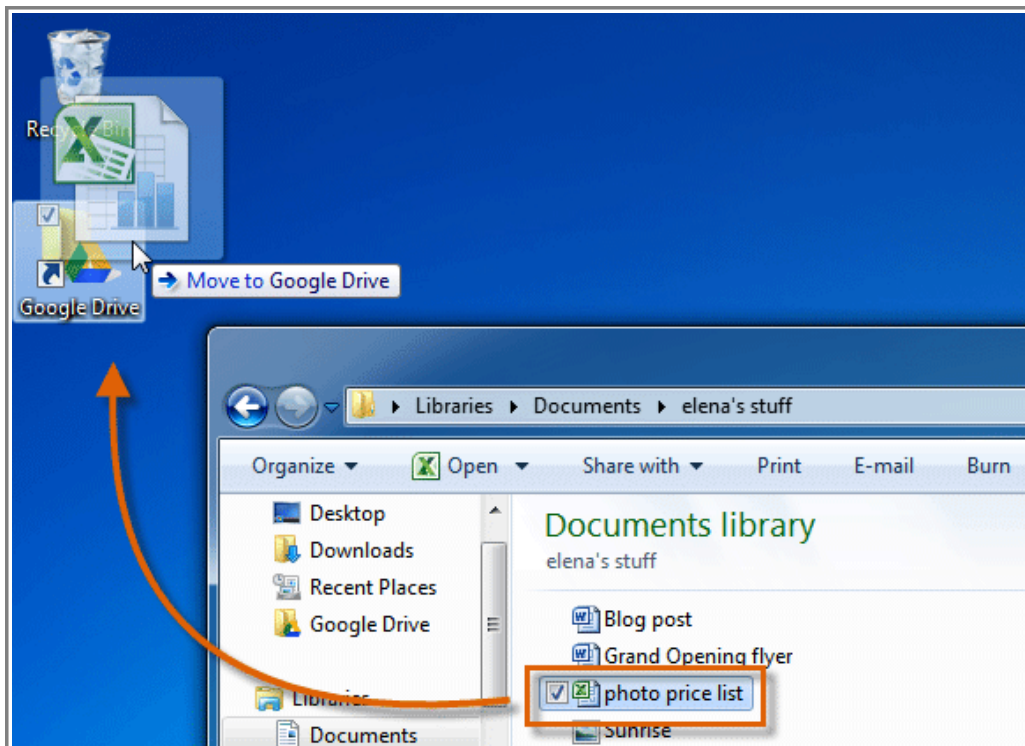 Recycle Bin
Move to Google Drive
Google Drive
Libraries Documents elena's stuff
Organize Open Share with Print E-mail Burn
Desktop
Downloads
Recent Places
Google Drive
Libraries
Documents
Documents library
elena's stuff
Blog post
Grand Opening flyer
photo price list
Sunrise